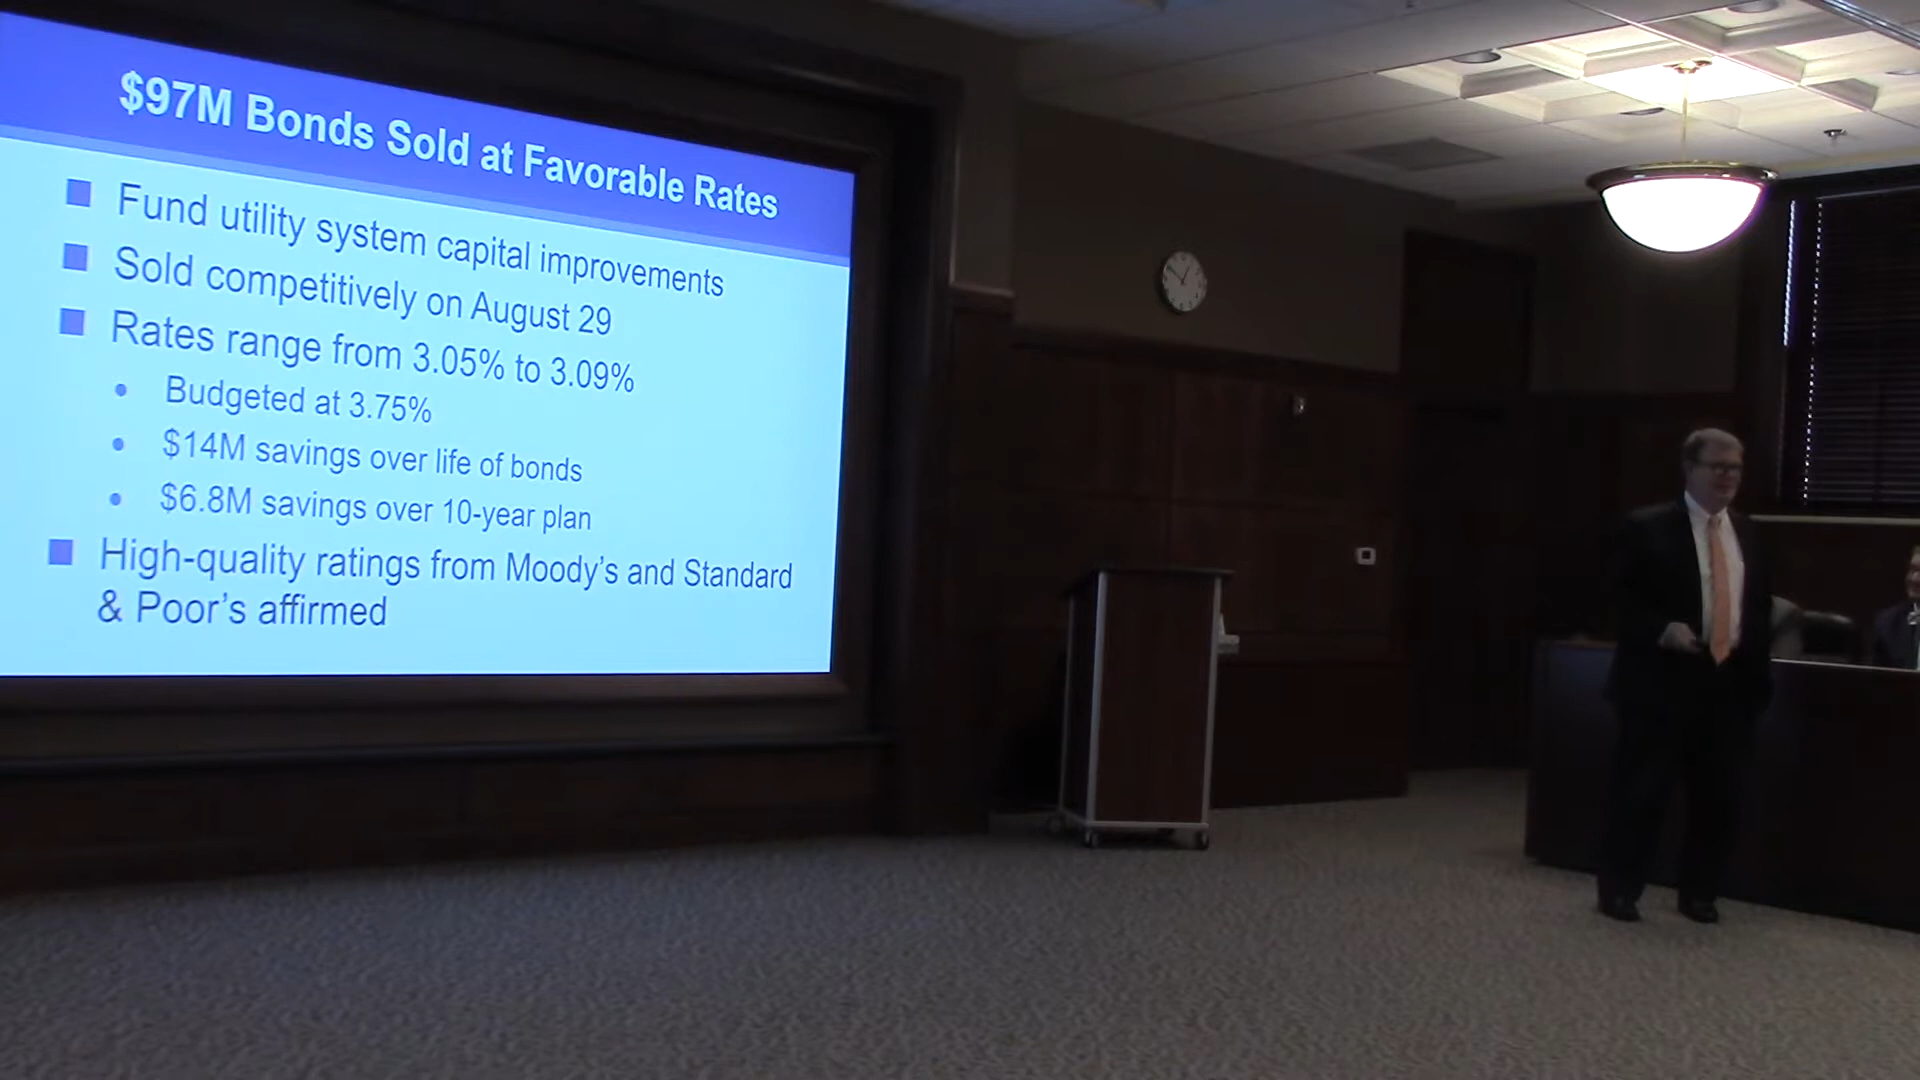 $97M Bonds Sold at Favorable Rates
Fund utility system capital improvements
Sold competitively on August 29
Rates range from 3.05% to 3.09%
Budgeted at 3.75%
$14M savings over life of bonds
$6.8M savings over 10-year plan
High-quality ratings from Moody's and Standard
& Poor's affirmed